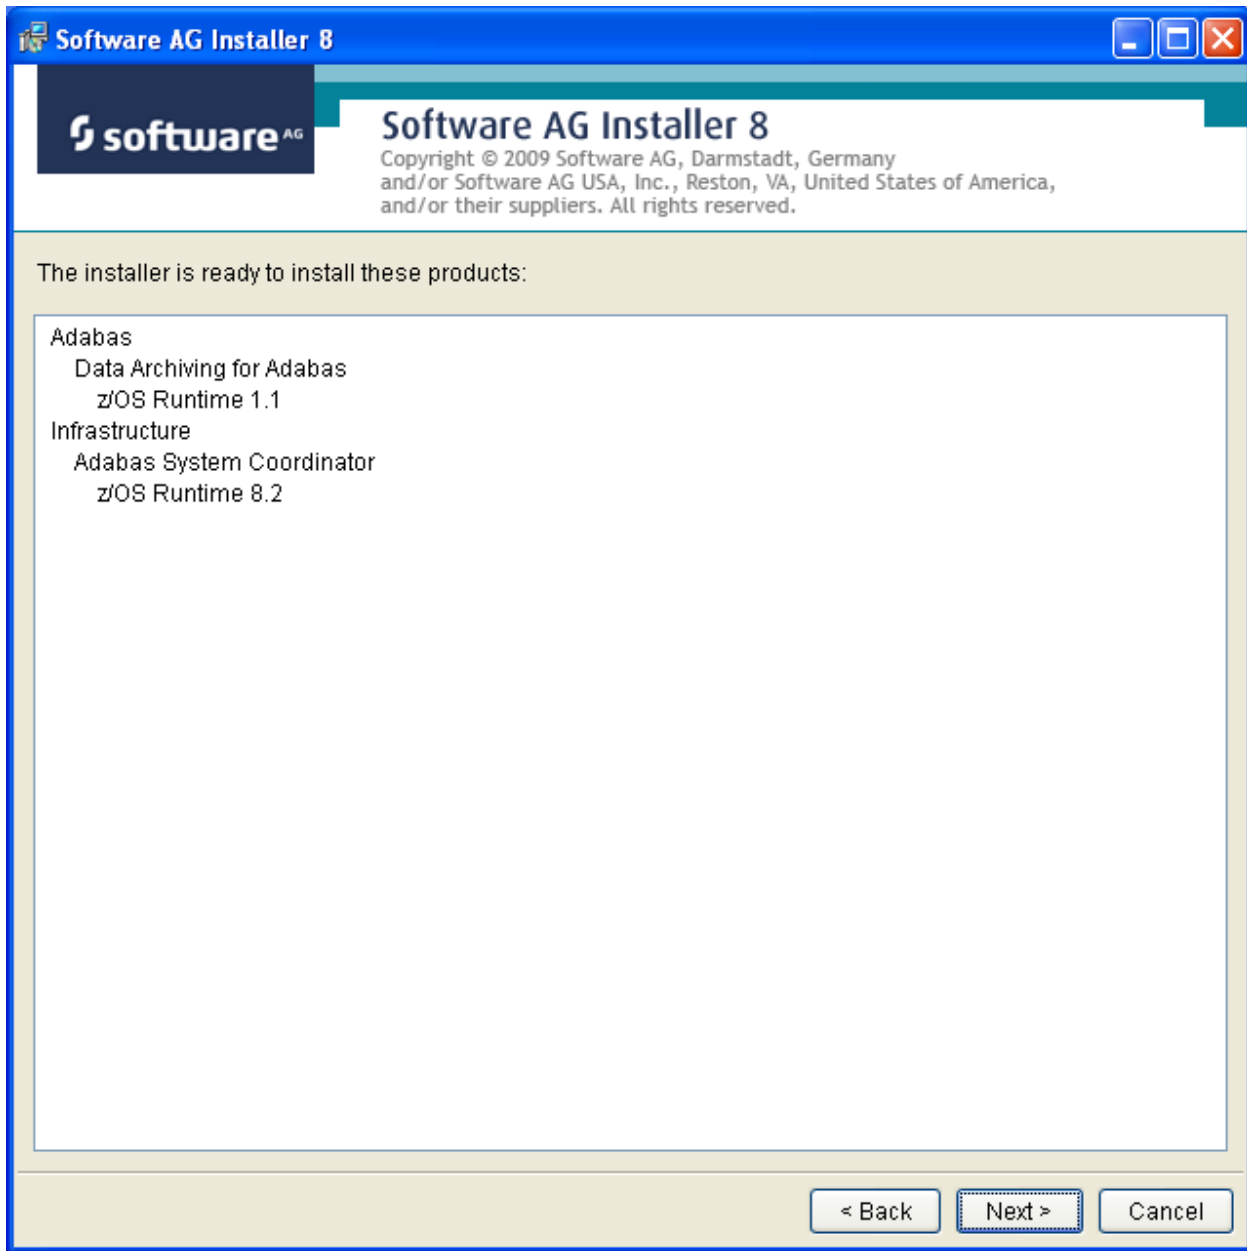 Software AG Installer 8
software AG
Software AG Installer 8
Copyright © 2009 Software AG, Darmstadt, Germany
and/or Software AG USA, Inc., Reston, VA, United States of America,
and/or their suppliers. All rights reserved.
The installer is ready to install these products:
Adabas
Data Archiving for Adabas
z/OS Runtime 1.1
Infrastructure
Adabas System Coordinator
z/OS Runtime 8.2
< Back
Next >
Cancel